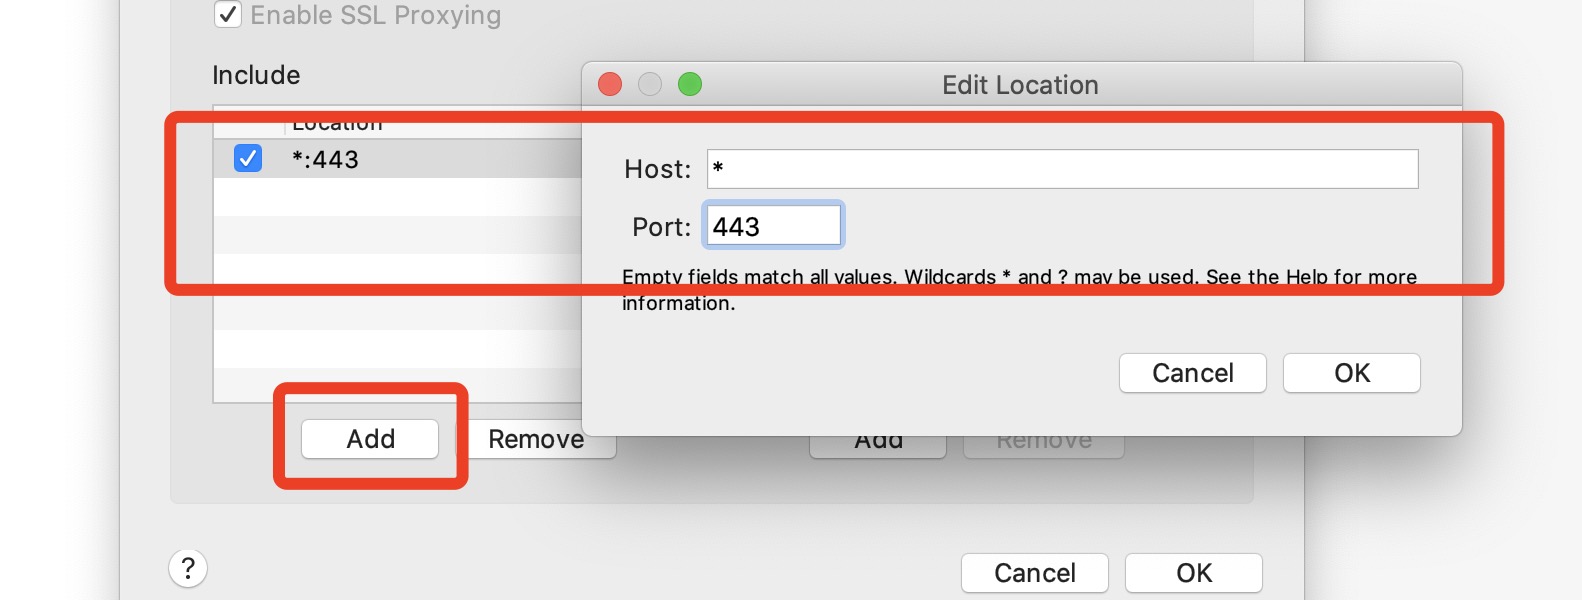 Enable SSL Proxying
Include
Edit Location
Location
*:443
Host: *
Port: 443
Empty fields match all values. Wildcards * and ? may be used. See the Help for more
information.
Cancel OK
Add Remove Add Remove
? Cancel OK